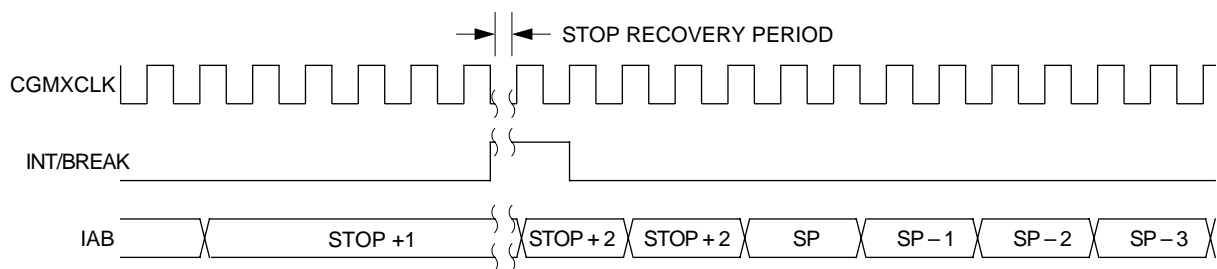 STOP RECOVERY PERIOD
CGMXCLK
INT/BREAK
IAB STOP +1 STOP + 2 STOP + 2 SP SP – 1 SP – 2 SP – 3